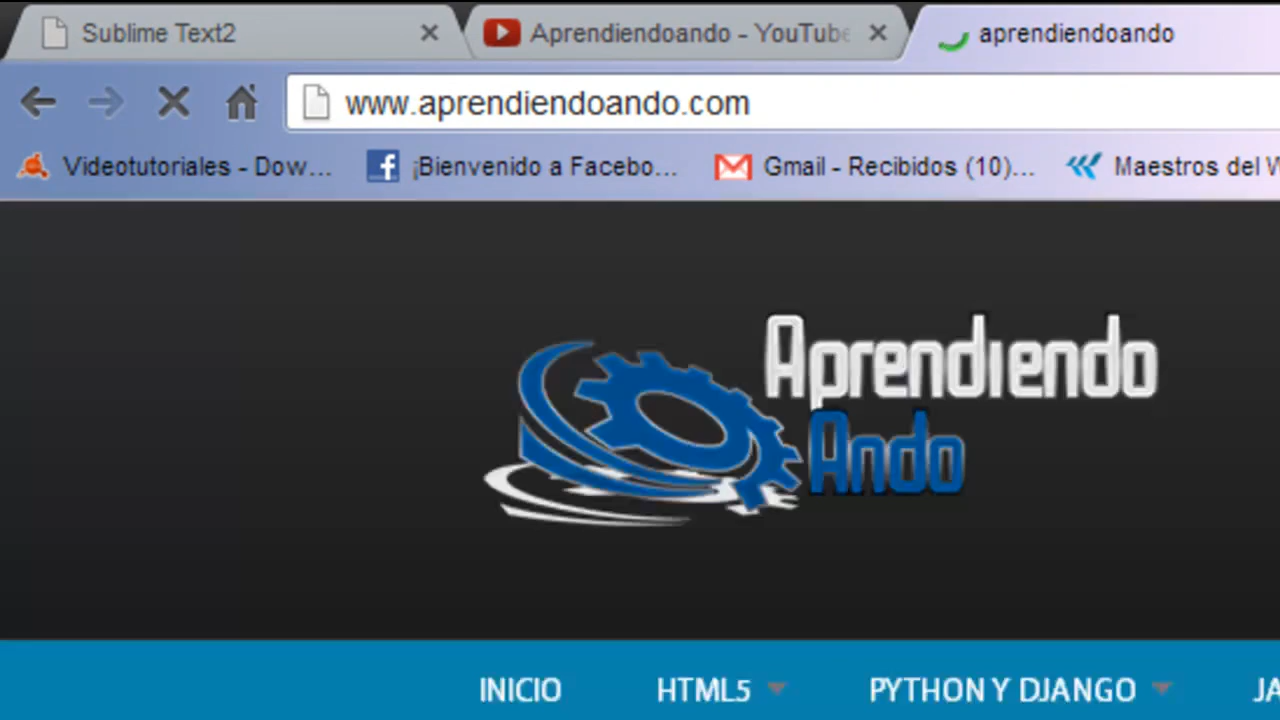 Sublime Text2
Aprendiendoando - YouTube
aprendiendoando
www.aprendiendoando.com
Videotutoriales - Dow...
¡Bienvenido a Facebo...
Gmail - Recibidos (10)...
Maestros del W
Aprendiendo
Ando
INICIO
HTML5
PYTHON Y DJANGO
JA